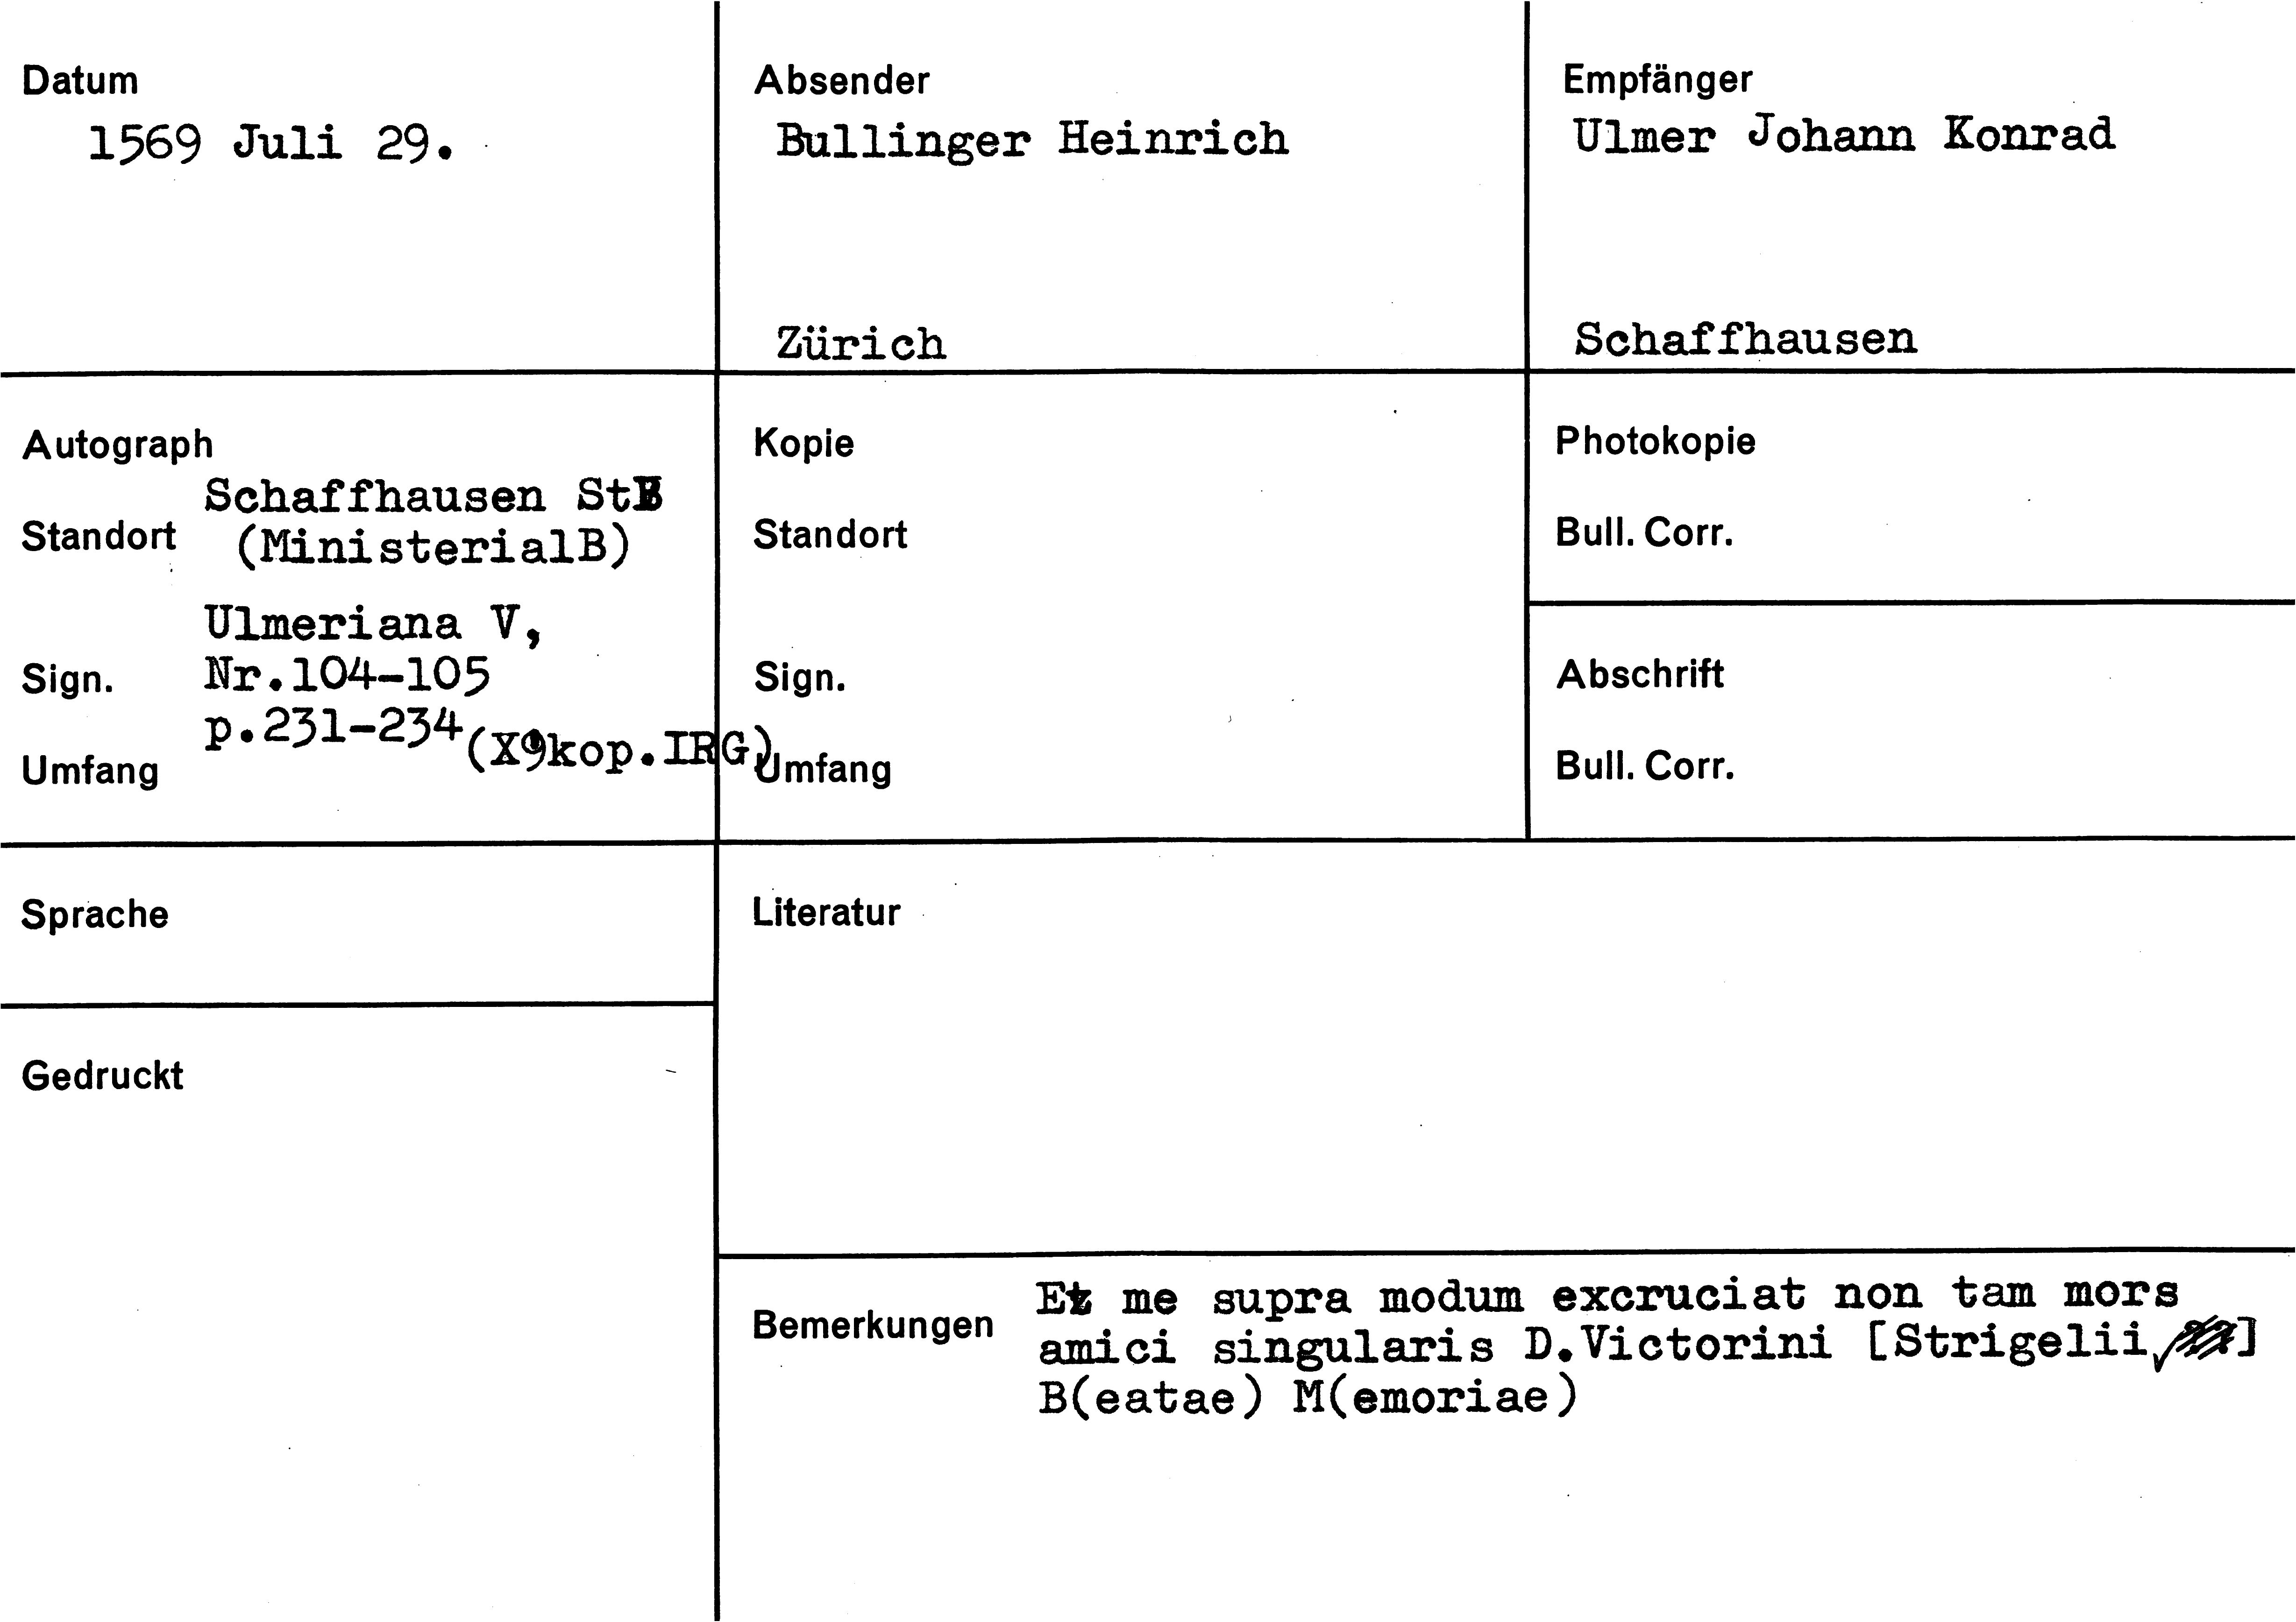 Datum
1569 Juli 29.
Absender
Bullinger Heinrich
Zürich
Empfänger
Ulmer Johann Konrad
Schaffhausen
Autograph
Standort
Schaffhausen StB
(MinisterialB)
Sign.
Ulmeriana V,
Nr.104-105
p.231-234 (Xkop.IRG)
Umfang
Kopie
Standort
Sign.
Umfang
Photokopie
Bull. Corr.
Abschrift
Bull. Corr.
Sprache
Gedruckt
Literatur
Bemerkungen
Et me supra modum excruciat non tam mors
amici singularis D.Victorini [Strigelii]
B(eatae) M(emoriae)